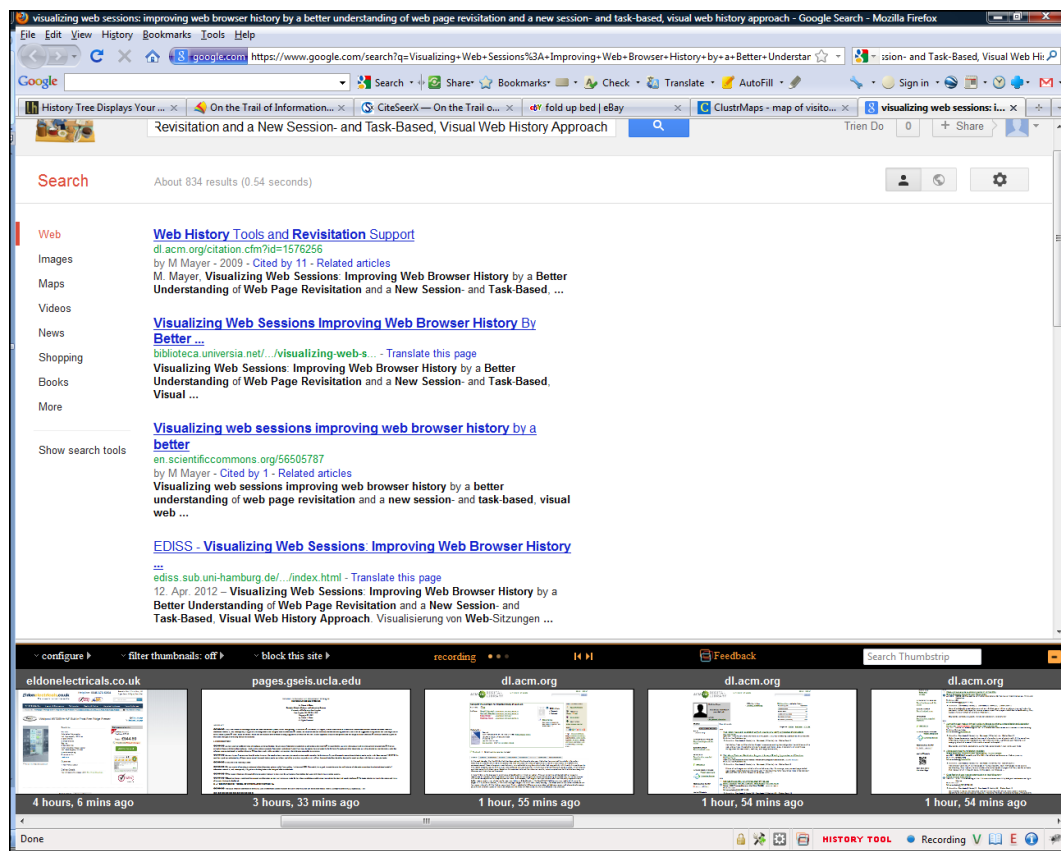 visualizing web sessions: improving web browser history by a better understanding of web page revisitation and a new session- and task-based, visual web history approach - Google Search - Mozilla Firefox
File Edit View History Bookmarks Tools Help
google.com https://www.google.com/search?q=Visualizing+Web+Sessions%3A+Improving+Web+Browser+History+by+a+Better+Understar ission- and Task-Based, Visual Web His
Google Search Share Bookmarks Check Translate AutoFill Sign in
History Tree Displays Your ... On the Trail of Information... CiteSeerX — On the Trail o... fold up bed | eBay ClustrMaps - map of visito... visualizing web sessions: i...
Revisitation and a New Session- and Task-Based, Visual Web History Approach
Trien Do 0 + Share
Search About 834 results (0.54 seconds)
Web
Images
Maps
Videos
News
Shopping
Books
More
Show search tools
Web History Tools and Revisitation Support
dl.acm.org/citation.cfm?id=1576256
by M Mayer - 2009 - Cited by 11 - Related articles
M. Mayer, Visualizing Web Sessions: Improving Web Browser History by a Better
Understanding of Web Page Revisitation and a New Session- and Task-Based, ...
Visualizing Web Sessions Improving Web Browser History By
Better ...
biblioteca.universia.net/.../visualizing-web-s... - Translate this page
Visualizing Web Sessions: Improving Web Browser History by a Better
Understanding of Web Page Revisitation and a New Session- and Task-Based,
Visual ...
Visualizing web sessions improving web browser history by a
better
en.scientificcommons.org/56505787
by M Mayer - Cited by 1 - Related articles
Visualizing web sessions improving web browser history by a better
understanding of web page revisitation and a new session- and task-based, visual
web ...
EDISS - Visualizing Web Sessions: Improving Web Browser History
...
ediss.sub.uni-hamburg.de/.../index.html - Translate this page
12. Apr. 2012 – Visualizing Web Sessions: Improving Web Browser History by a
Better Understanding of Web Page Revisitation and a New Session- and
Task-Based, Visual Web History Approach. Visualisierung von Web-Sitzungen ...
configure filter thumbnails: off block this site recording Feedback Search Thumbstrip
eldonelectricals.co.uk pages.gseis.ucla.edu dl.acm.org dl.acm.org dl.acm.org
4 hours, 6 mins ago 3 hours, 33 mins ago 1 hour, 55 mins ago 1 hour, 54 mins ago 1 hour, 54 mins ago
Done HISTORY TOOL Recording V E